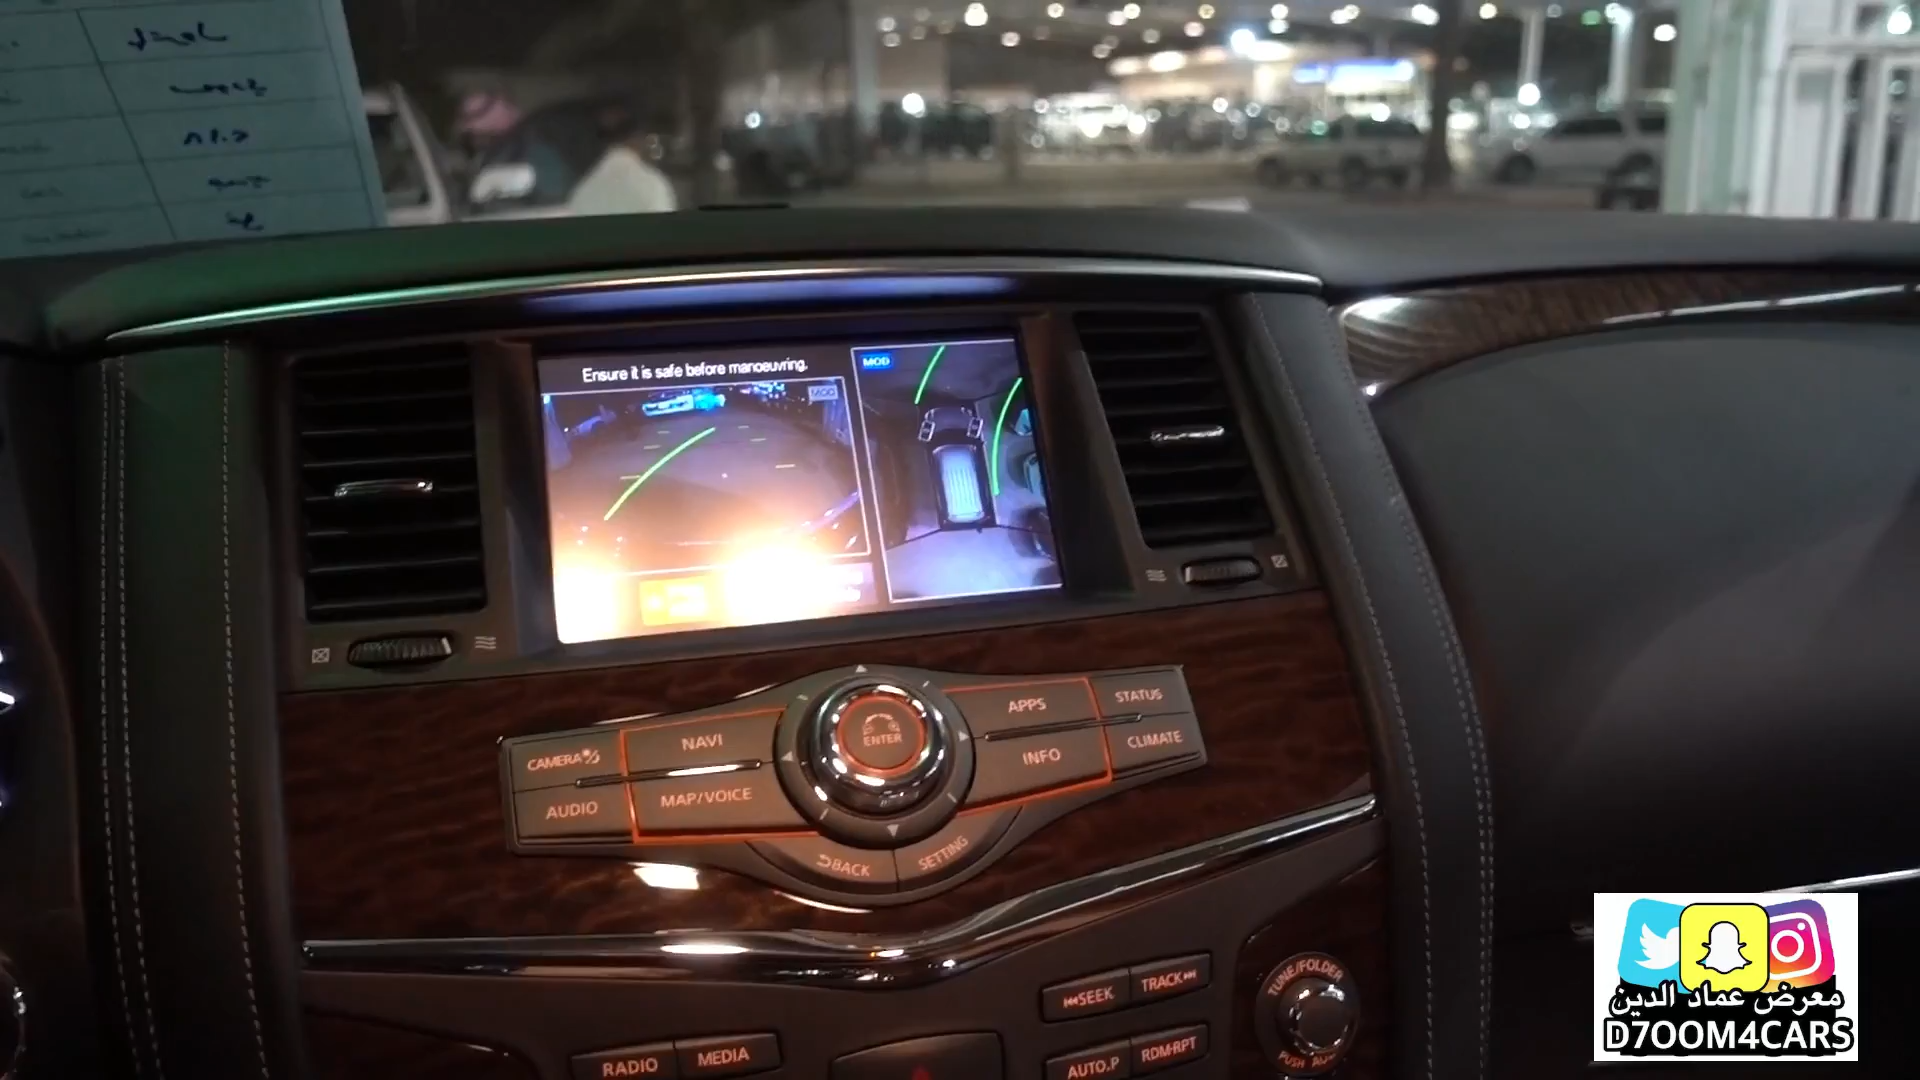 Ensure it is safe before manoeuvring.
MOD
MOD
CAMERA
NAVI
ENTER
APPS
STATUS
AUDIO
MAP/VOICE
INFO
CLIMATE
BACK
SETTING
SEEK
TRACK
TUNE/FOLDER
RADIO
MEDIA
AUTO.P
RDM·RPT
PUSH
معرض عماد الدين
D7OOM4CARS